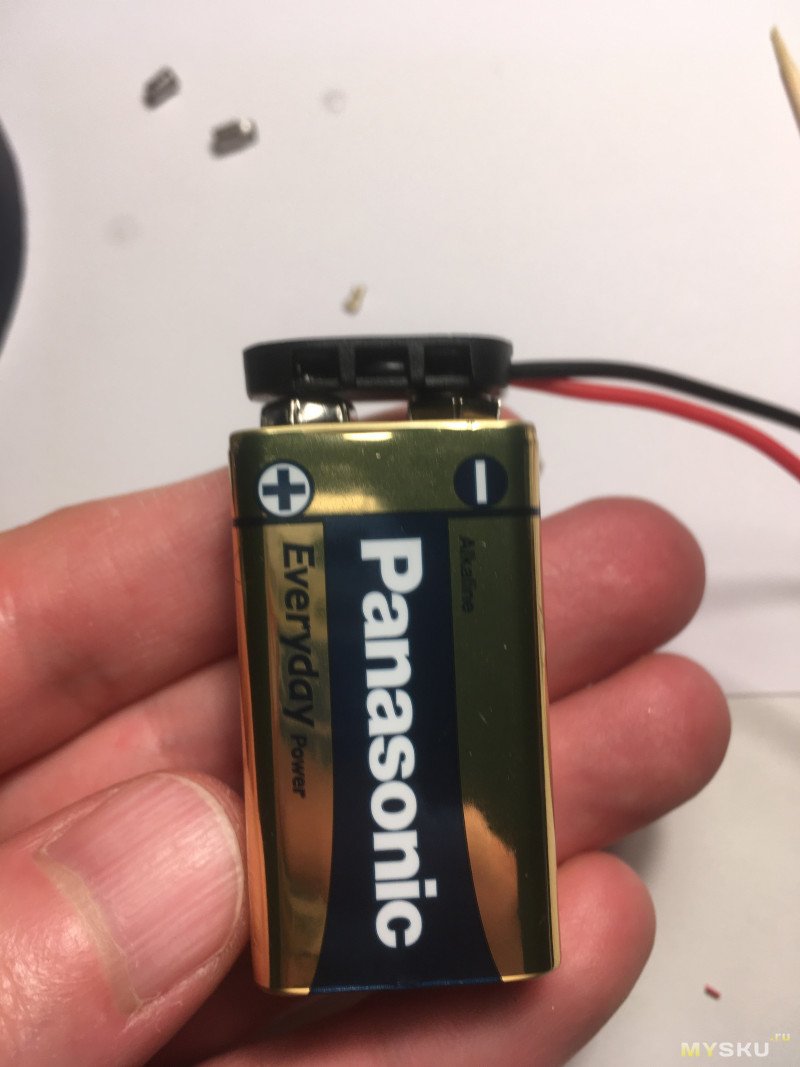 +
-
Alkaline
Panasonic
Everyday Power
MYSKU.ru